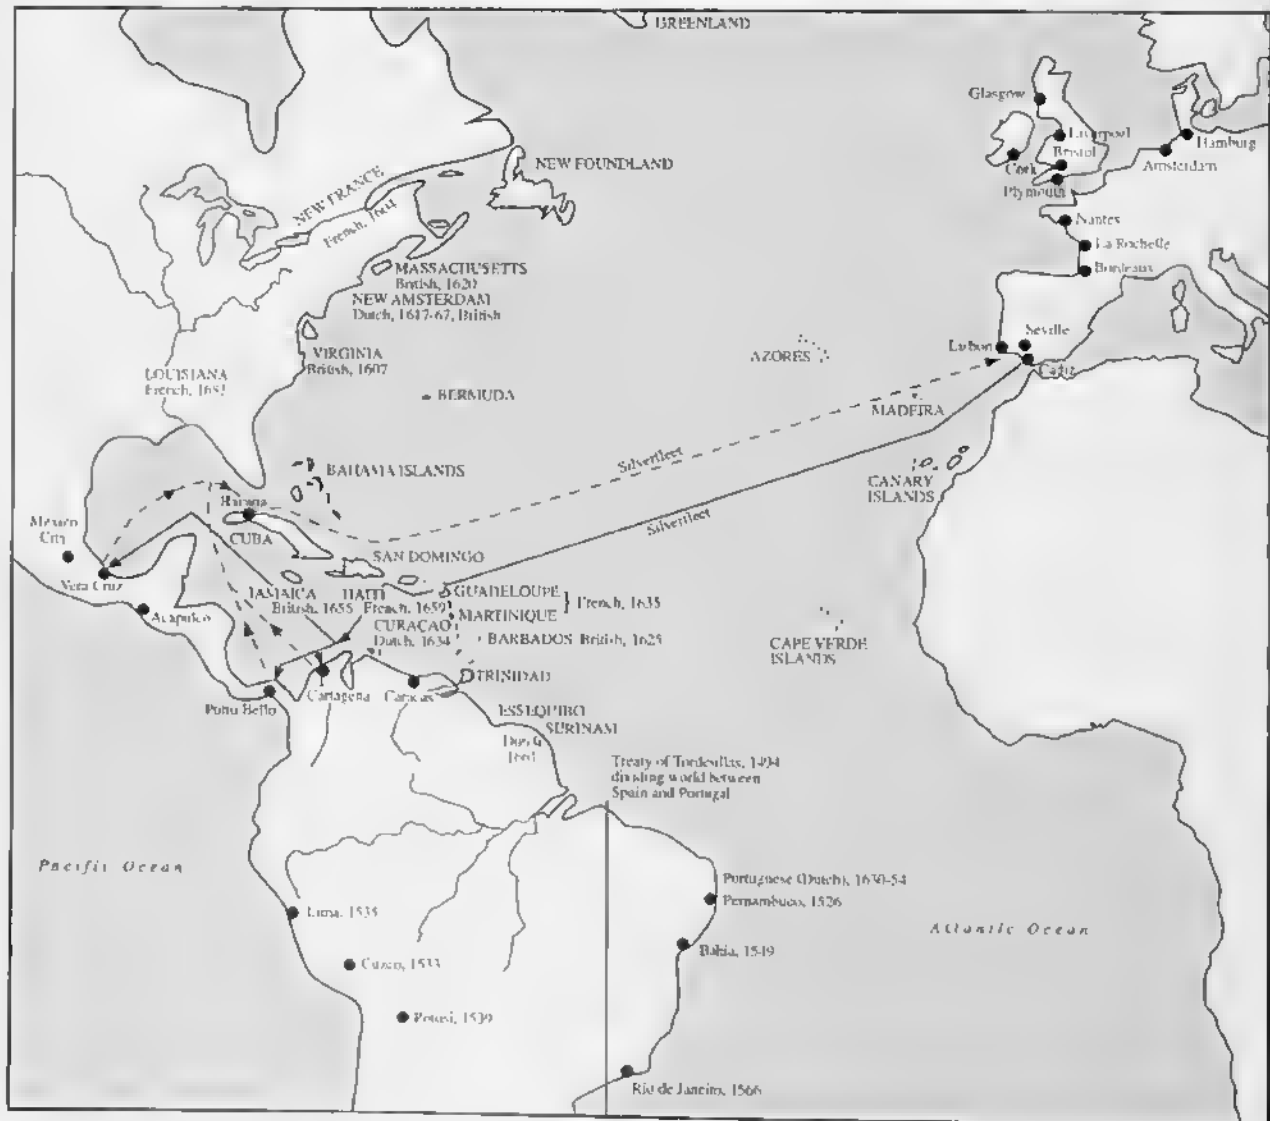 GREENLAND
Glasgow
Liverpool
Hamburg
Bristol
Cork
Amsterdam
Plymouth
NEW FOUNDLAND
NEW FRANCE
French, 1604
Nantes
La Rochelle
Bordeaux
MASSACHUSETTS
British, 1620
NEW AMSTERDAM
Dutch, 1617-67, British
Seville
Lisbon
Cadiz
AZORES
VIRGINIA
British, 1607
LOUISIANA
French, 1682
BERMUDA
MADEIRA
Silverfleet
BAHAMA ISLANDS
CANARY
ISLANDS
Havana
Silverfleet
Mexico
City
CUBA
SAN DOMINGO
Vera Cruz
JAMAICA
British, 1655
HAITI
French, 1659
GUADELOUPE
French, 1635
MARTINIQUE
Acapulco
CURAÇAO
Dutch, 1634
BARBADOS British, 1625
CAPE VERDE
ISLANDS
TRINIDAD
Cartagena
Caracas
Porto Bello
ESSEQUIBO
SURINAM
Dutch
Treaty of Tordesillas, 1494
dividing world between
Spain and Portugal
Pacific Ocean
Portuguese (Dutch), 1630-54
Pernambuco, 1526
Lima, 1535
Atlantic Ocean
Bahia, 1549
Cuzco, 1533
Potosi, 1539
Rio de Janeiro, 1566